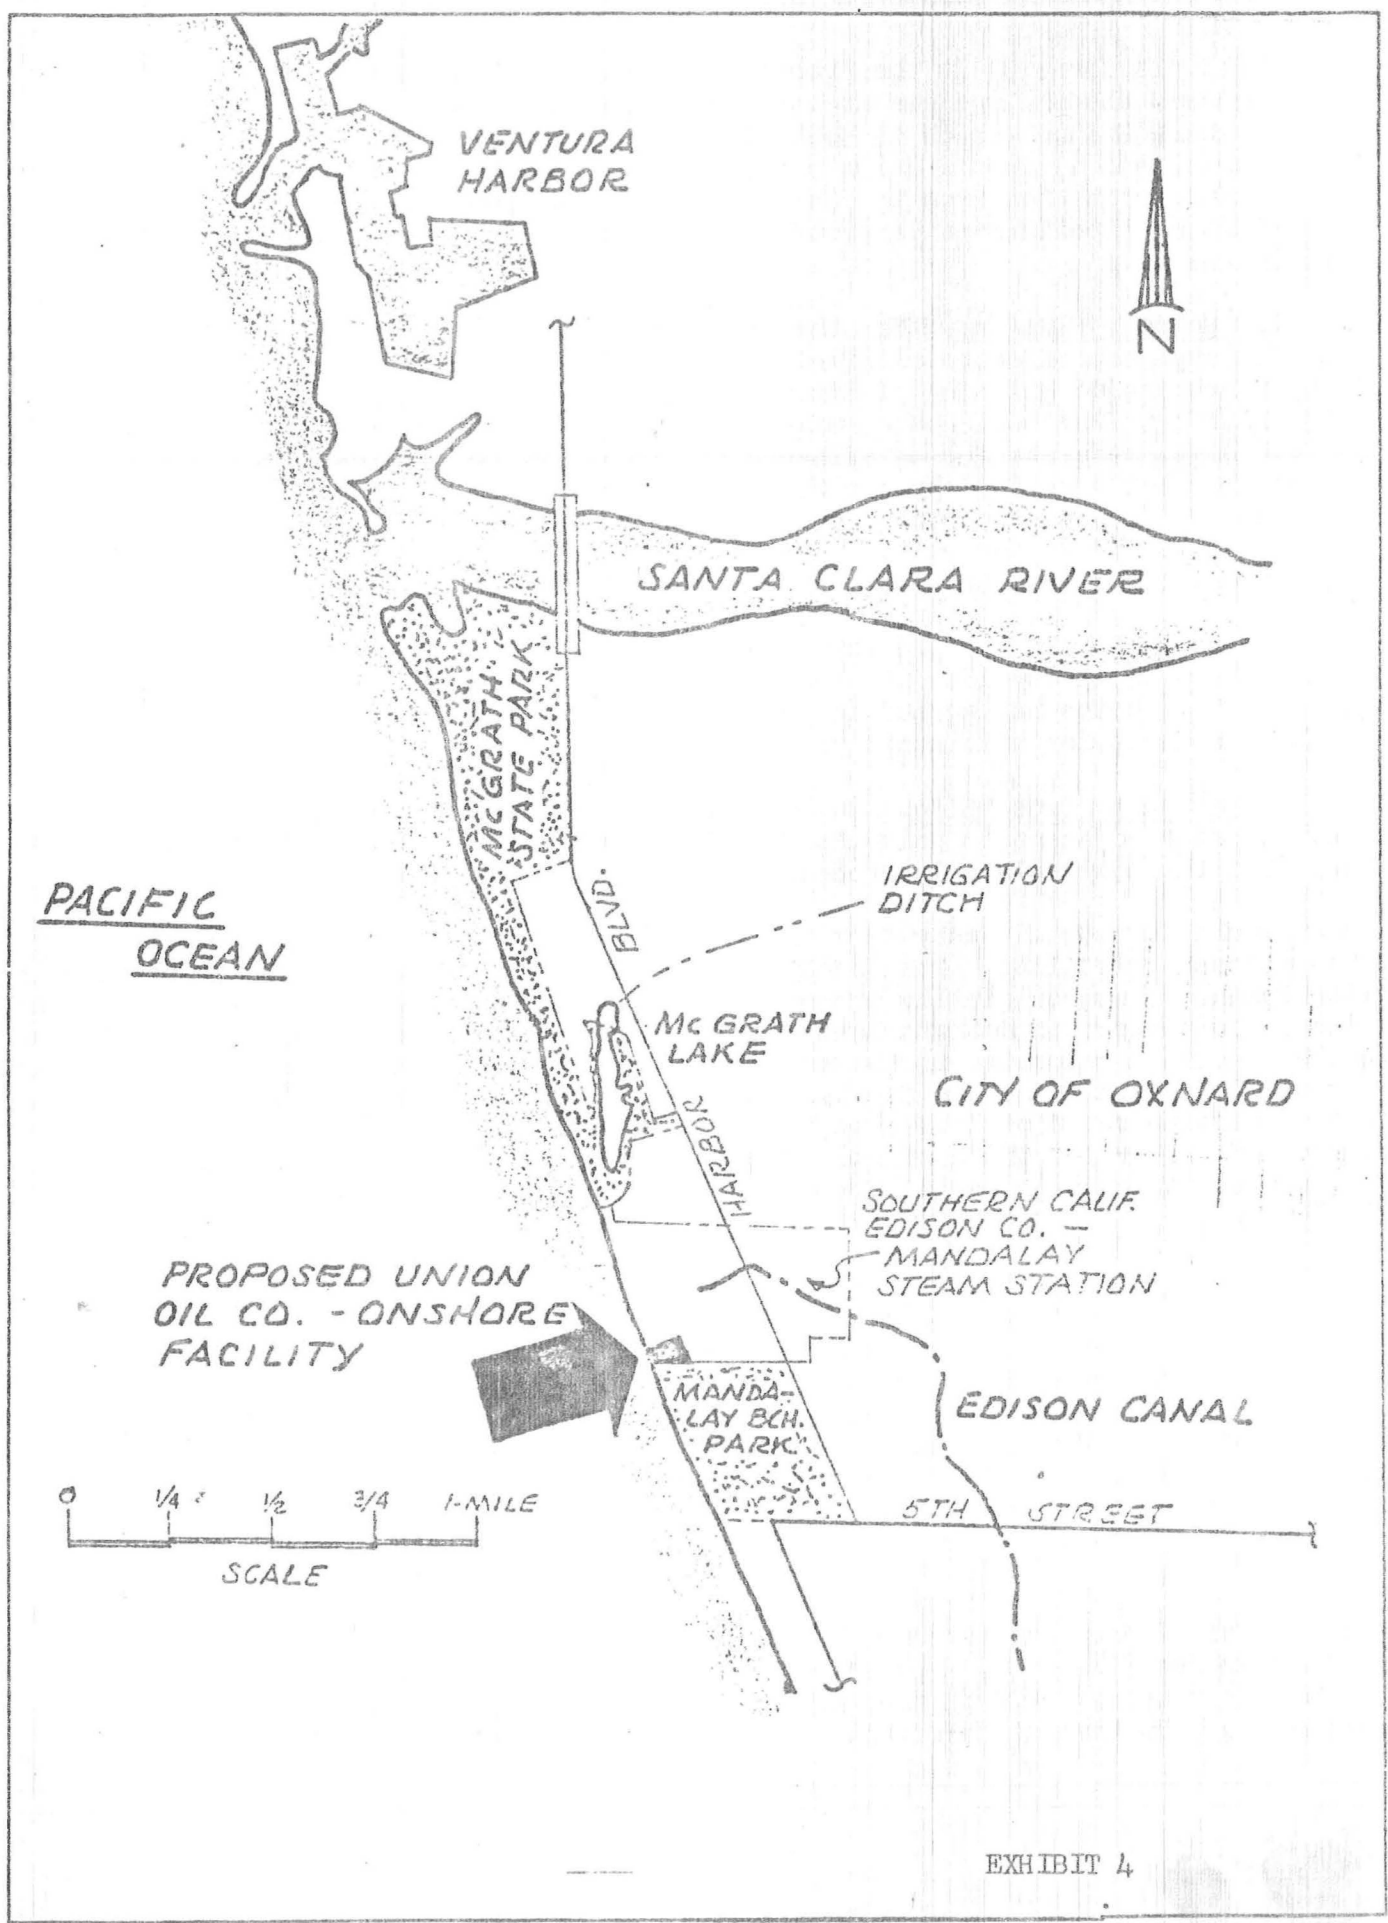 VENTURA
HARBOR
N
SANTA CLARA RIVER
McGRATH
STATE PARK
IRRIGATION
DITCH
BLVD.
PACIFIC
OCEAN
McGRATH
LAKE
CITY OF OXNARD
HARBOR
SOUTHERN CALIF.
EDISON CO. -
MANDALAY
STEAM STATION
PROPOSED UNION
OIL CO. - ONSHORE
FACILITY
MANDA-
LAY BCH.
PARK
EDISON CANAL
0 1/4 1/2 3/4 1-MILE
SCALE
5TH STREET
EXHIBIT 4